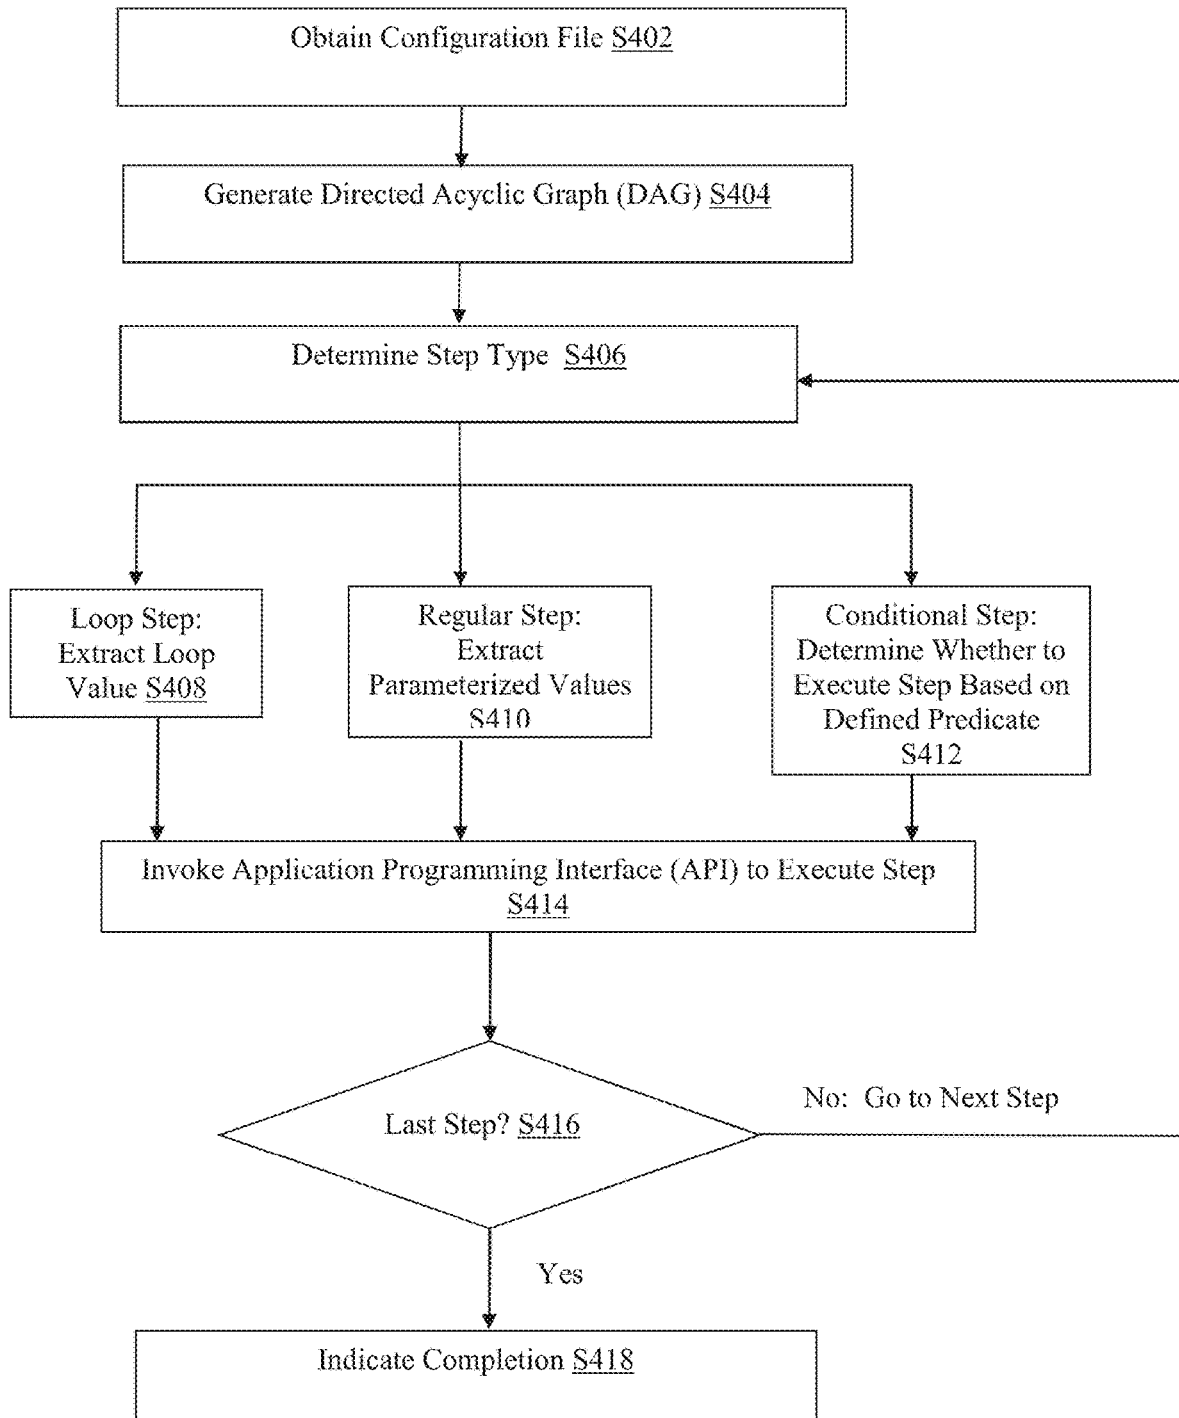 Obtain Configuration File S402
Generate Directed Acyclic Graph (DAG) S404
Determine Step Type S406
Loop Step:
Extract Loop
Value S408
Regular Step:
Extract
Parameterized Values
S410
Conditional Step:
Determine Whether to
Execute Step Based on
Defined Predicate
S412
Invoke Application Programming Interface (API) to Execute Step
S414
Last Step? S416
No: Go to Next Step
Yes
Indicate Completion S418